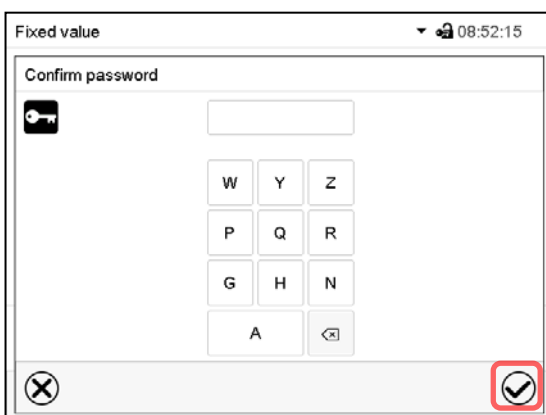 Fixed value 08:52:15
Confirm password
W Y Z
P Q R
G H N
A